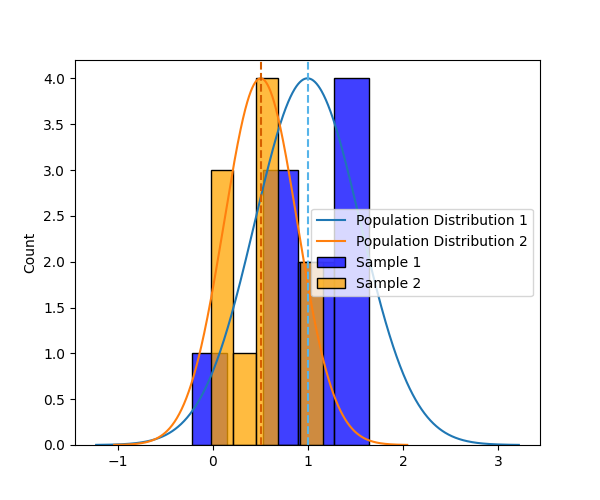 4.0
3.5
3.0
2.5
2.0
1.5
1.0
0.5
0.0
Count
Population Distribution 1
Population Distribution 2
Sample 1
Sample 2
−1 0 1 2 3